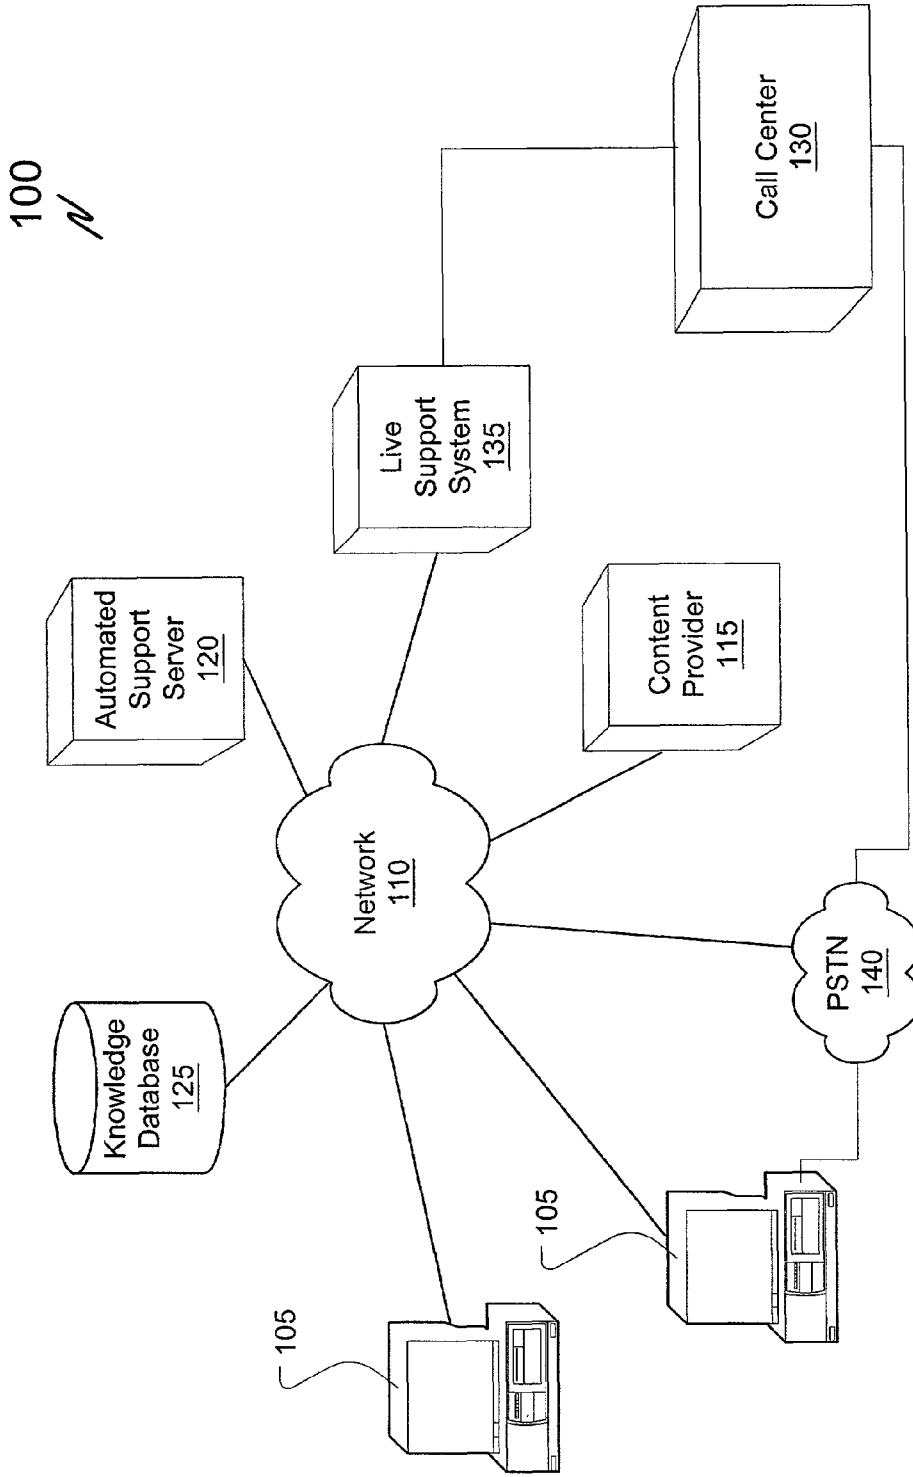 100
Knowledge
Database
125
Automated
Support
Server
120
Live
Support
System
135
Call Center
130
Network
110
Content
Provider
115
PSTN
140
105
105